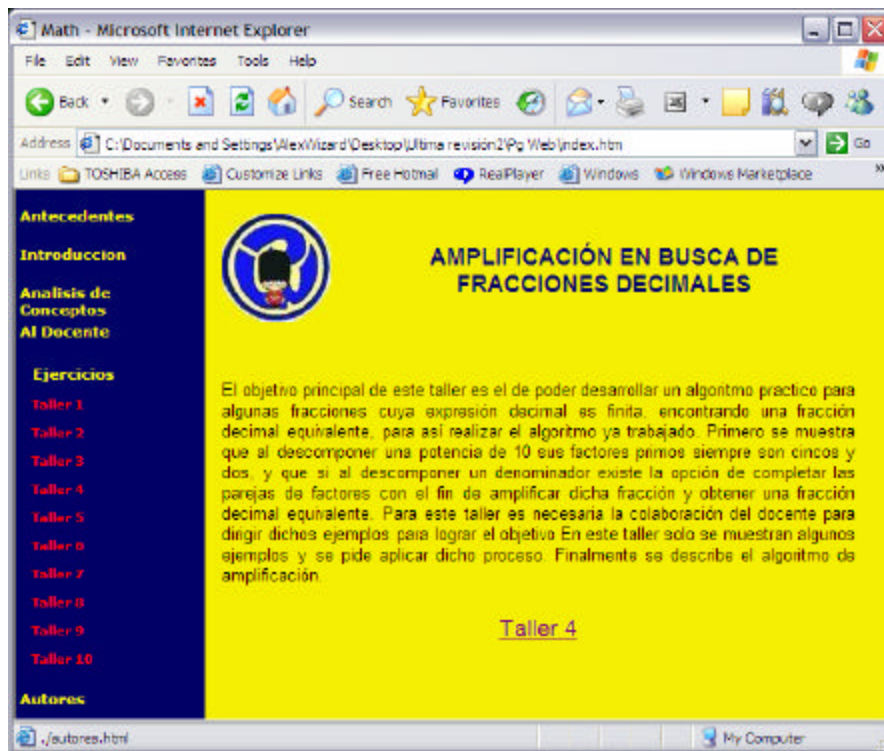 Math - Microsoft Internet Explorer
File Edit View Favorites Tools Help
Back Search Favorites
Address C:\Documents and Settings\AlexWizard\Desktop\Ultima revisión2\Pg Web\index.htm Go
Links TOSHIBA Access Customize Links Free Hotmail RealPlayer Windows Windows Marketplace »
Antecedentes
Introduccion
Analisis de
Conceptos
Al Docente
Ejercicios
Taller 1
Taller 2
Taller 3
Taller 4
Taller 5
Taller 6
Taller 7
Taller 8
Taller 9
Taller 10
Autores
AMPLIFICACIÓN EN BUSCA DE
FRACCIONES DECIMALES
El objetivo principal de este taller es el de poder desarrollar un algoritmo practico para
algunas fracciones cuya expresión decimal es finita, encontrando una fracción
decimal equivalente, para así realizar el algoritmo ya trabajado. Primero se muestra
que al descomponer una potencia de 10 sus factores primos siempre son cincos y
dos, y que si al descomponer un denominador existe la opción de completar las
parejas de factores con el fin de amplificar dicha fracción y obtener una fracción
decimal equivalente. Para este taller es necesaria la colaboración del docente para
dirigir dichos ejemplos para lograr el objetivo En este taller solo se muestran algunos
ejemplos y se pide aplicar dicho proceso. Finalmente se describe el algoritmo de
amplificación.
Taller 4
./autores.html My Computer